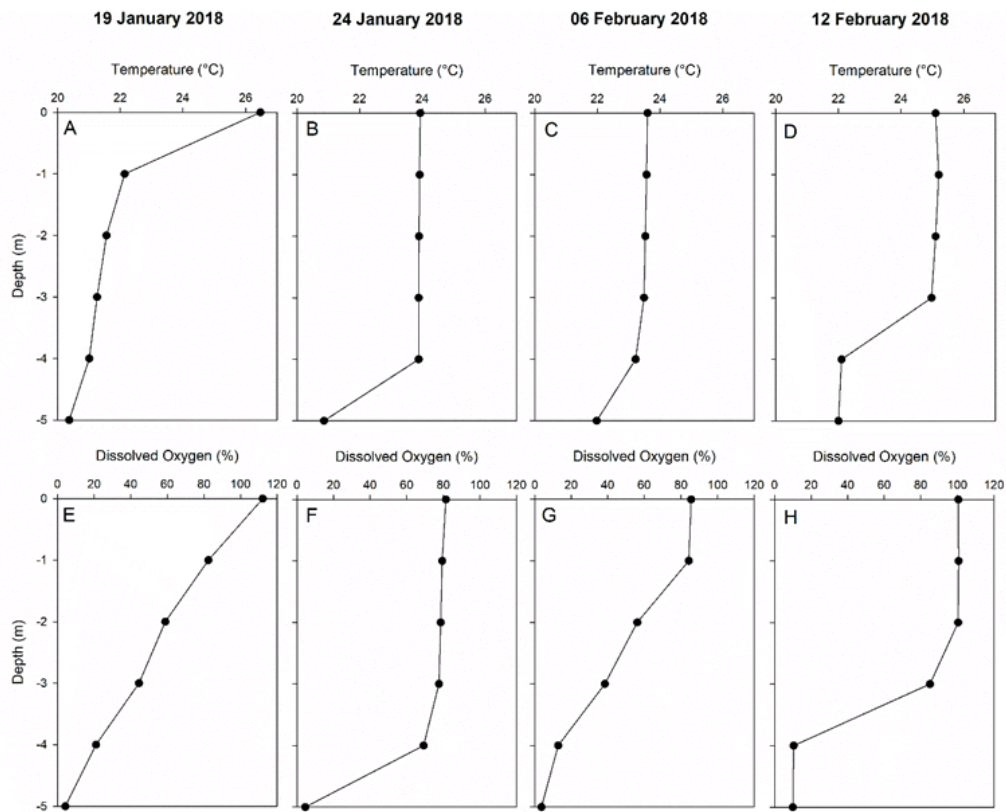 19 January 2018 24 January 2018 06 February 2018 12 February 2018
Temperature (°C) Temperature (°C) Temperature (°C) Temperature (°C)
20 22 24 26 20 22 24 26 20 22 24 26 20 22 24 26
0 A B C D
-1
-2
Depth (m)
-3
-4
-5
Dissolved Oxygen (%) Dissolved Oxygen (%) Dissolved Oxygen (%) Dissolved Oxygen (%)
0 20 40 60 80 100 120 0 20 40 60 80 100 120 0 20 40 60 80 100 120 0 20 40 60 80 100 120
0 E F G H
-1
-2
Depth (m)
-3
-4
-5